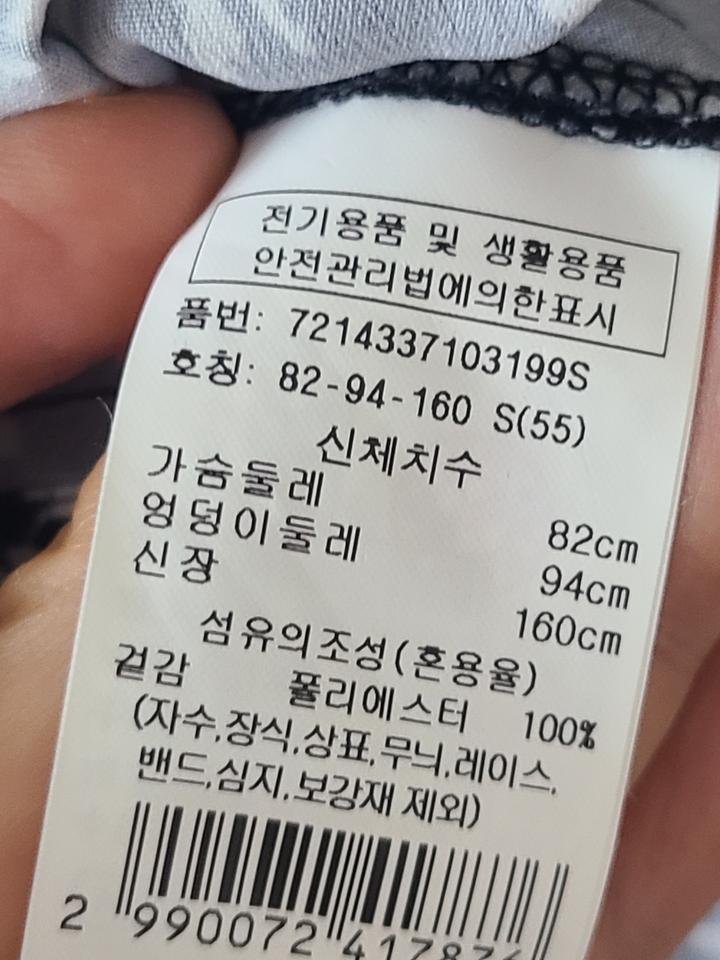 전기용품 및 생활용품
안전관리법에의한표시
품번: 7214337103199S
호칭: 82-94-160 S(55)
신체치수
가슴둘레 82cm
엉덩이둘레 94cm
신장 160cm
섬유의조성(혼용율)
겉감 폴리에스터 100%
(자수,장식,상표,무늬,레이스,
밴드,심지,보강재 제외)
2 990072